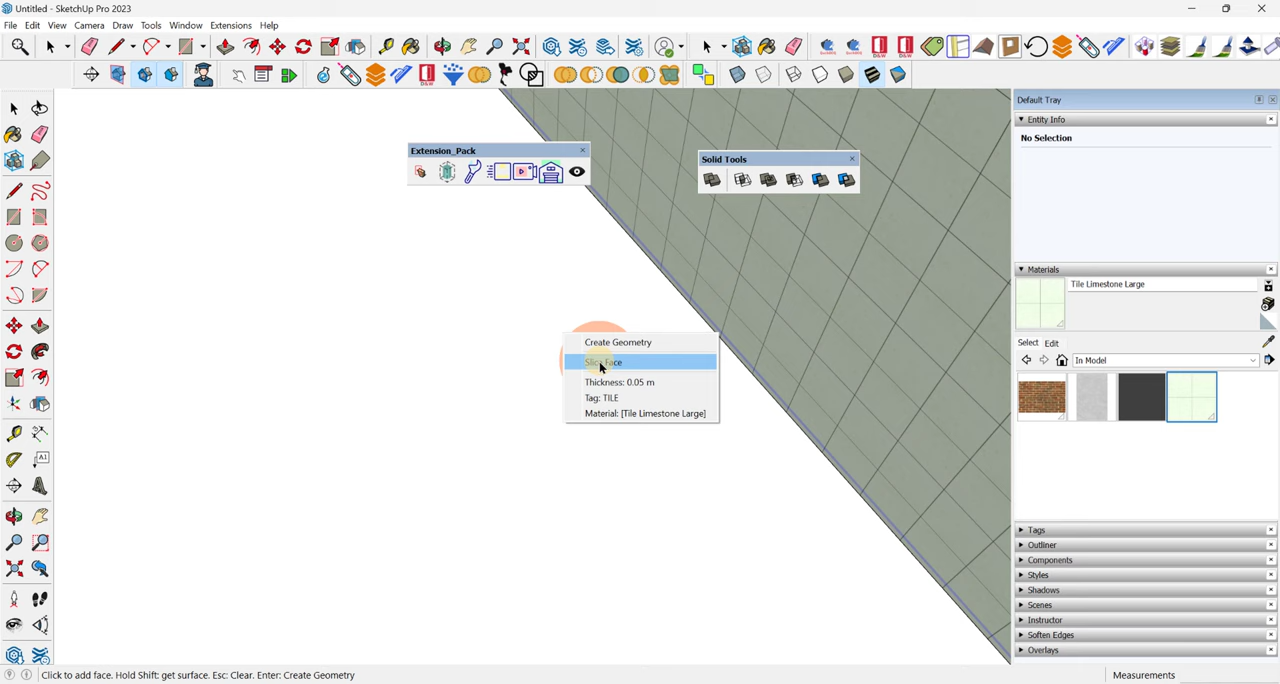 Untitled - SketchUp Pro 2023
File Edit View Camera Draw Tools Window Extensions Help
Default Tray
Entity Info
No Selection
Extension_Pack
Solid Tools
Materials
Tile Limestone Large
Create Geometry
Slice Face
Thickness: 0.05 m
Tag: TILE
Material: [Tile Limestone Large]
Select Edit
In Model
Tags
Outliner
Components
Styles
Shadows
Scenes
Instructor
Soften Edges
Overlays
Click to add face. Hold Shift: get surface. Esc: Clear. Enter: Create Geometry
Measurements